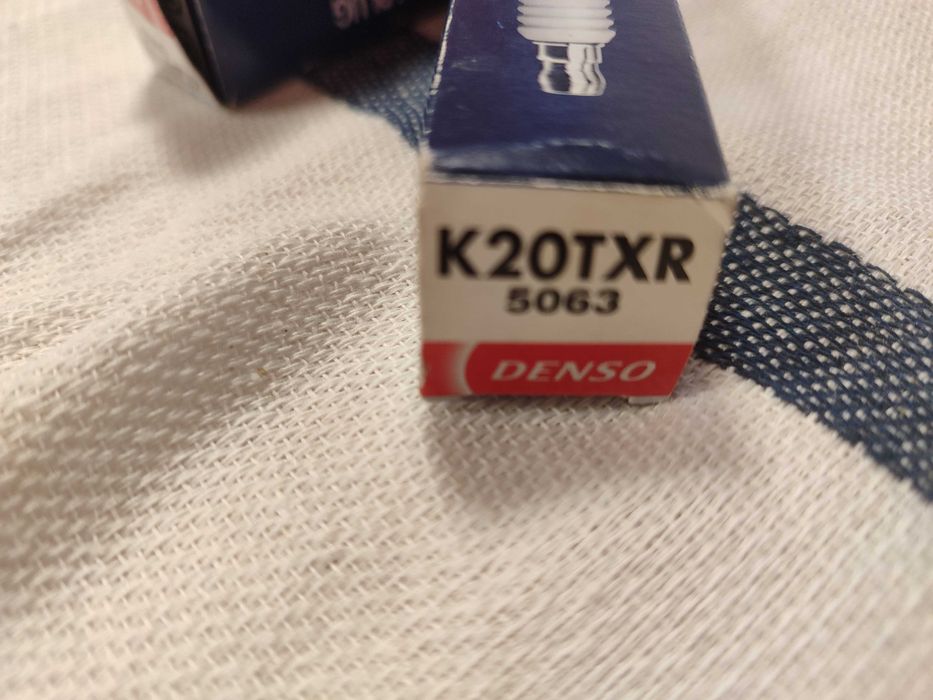 K20TXR
5063
DENSO